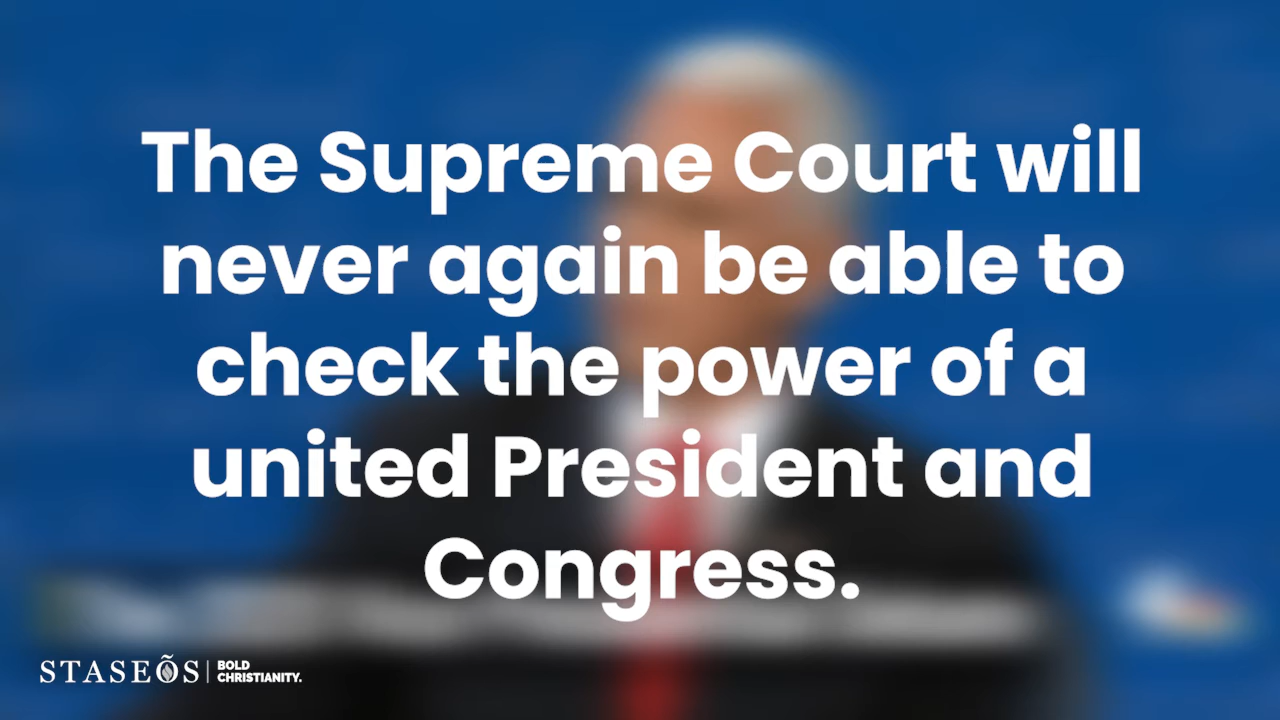 The Supreme Court will
never again be able to
check the power of a
united President and
Congress.
STASEÕS | BOLD
CHRISTIANITY.